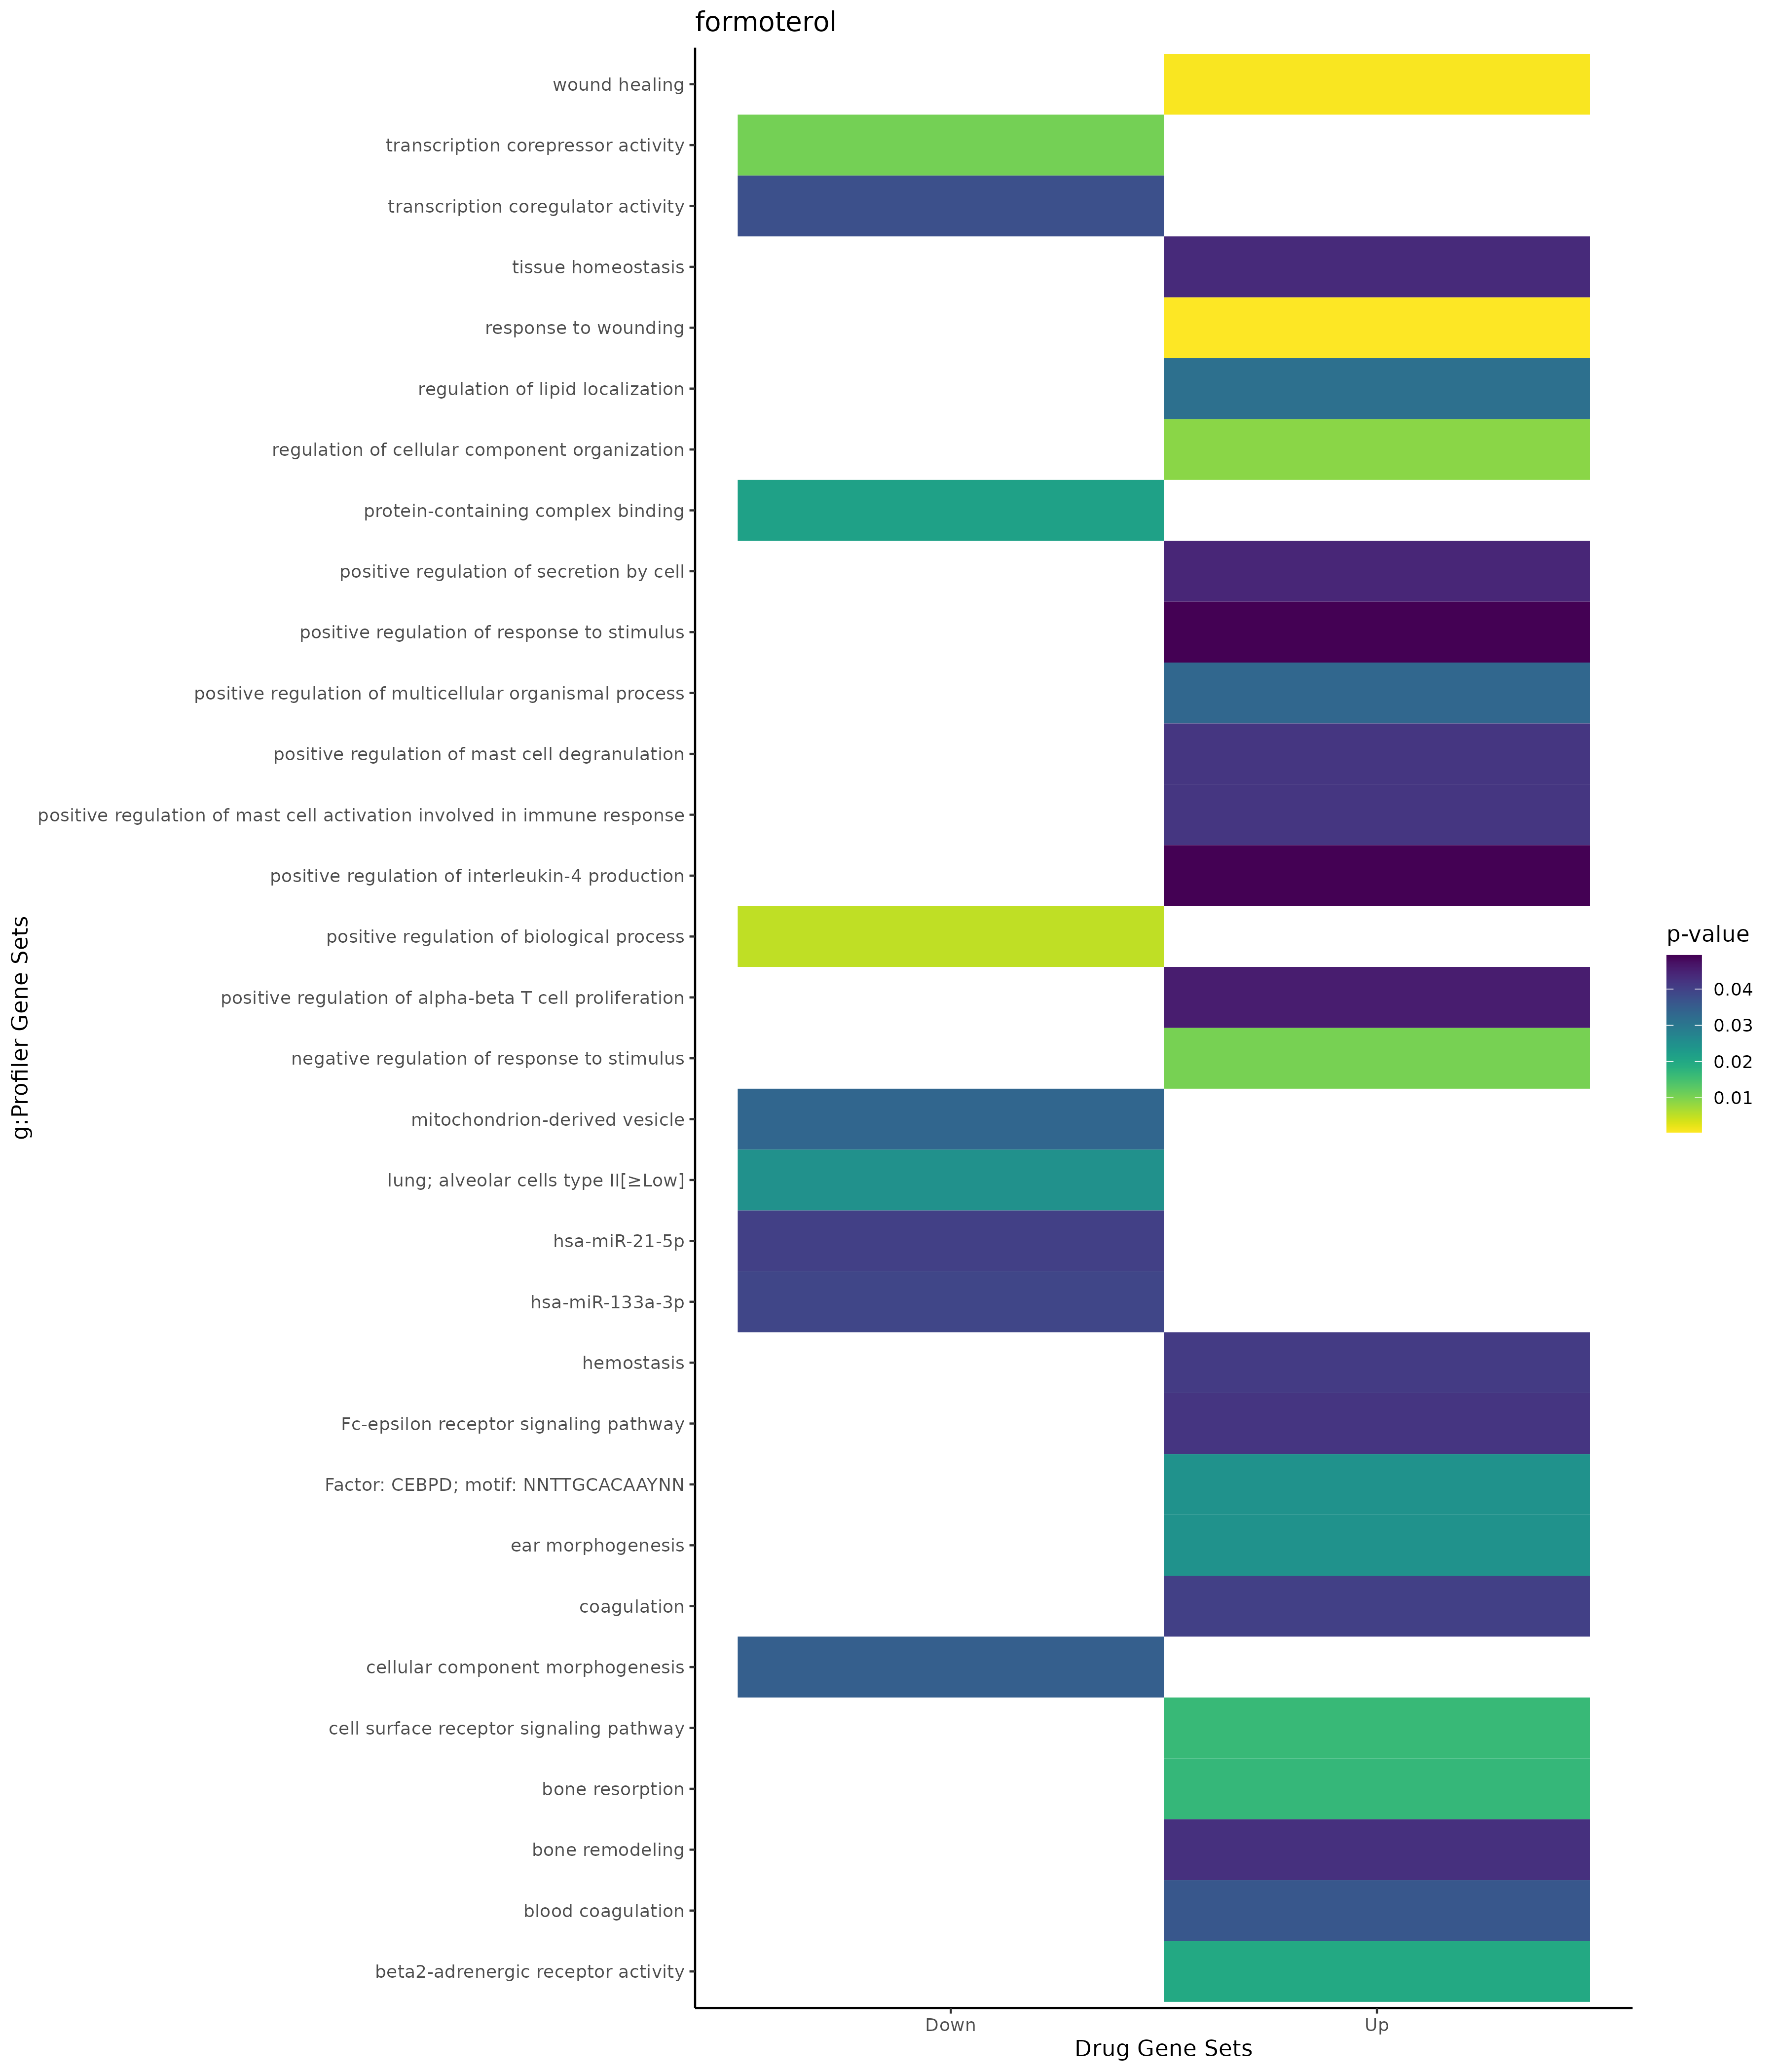 formoterol
wound healing
transcription corepressor activity
transcription coregulator activity
tissue homeostasis
response to wounding
regulation of lipid localization
regulation of cellular component organization
protein-containing complex binding
positive regulation of secretion by cell
positive regulation of response to stimulus
positive regulation of multicellular organismal process
positive regulation of mast cell degranulation
positive regulation of mast cell activation involved in immune response
positive regulation of interleukin-4 production
positive regulation of biological process
positive regulation of alpha-beta T cell proliferation
negative regulation of response to stimulus
mitochondrion-derived vesicle
lung; alveolar cells type II[≥Low]
hsa-miR-21-5p
hsa-miR-133a-3p
hemostasis
Fc-epsilon receptor signaling pathway
Factor: CEBPD; motif: NNTTGCACAAYNN
ear morphogenesis
coagulation
cellular component morphogenesis
cell surface receptor signaling pathway
bone resorption
bone remodeling
blood coagulation
beta2-adrenergic receptor activity
g:Profiler Gene Sets
Down
Up
Drug Gene Sets
p-value
0.04
0.03
0.02
0.01